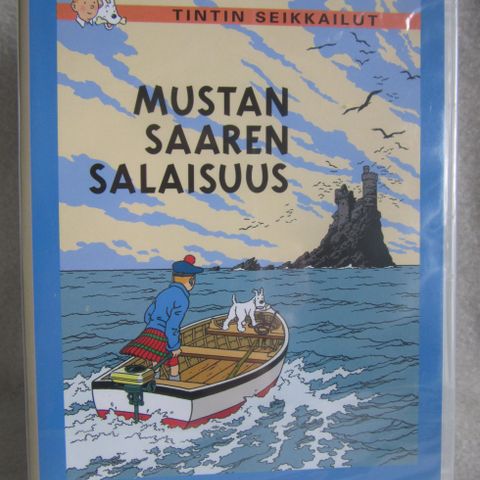 TINTIN SEIKKAILUT
MUSTAN
SAAREN
SALAISUUS